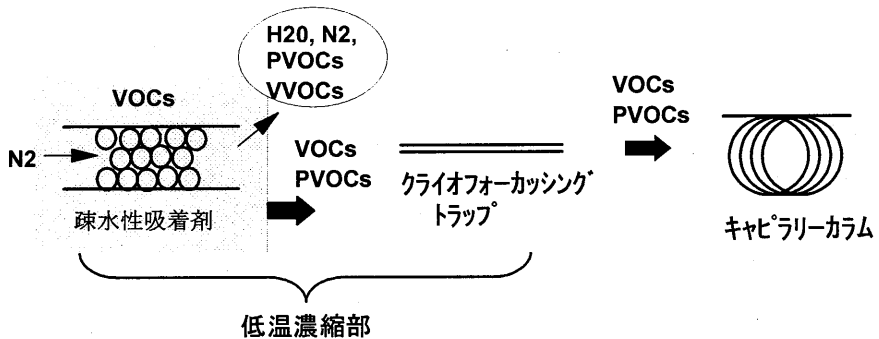 H20, N2,
PVOCs
VVOCs
VOCs
N2
疎水性吸着剤
VOCs
PVOCs
クライオフォーカッシング
トラップ
VOCs
PVOCs
キャピラリーカラム
低温濃縮部